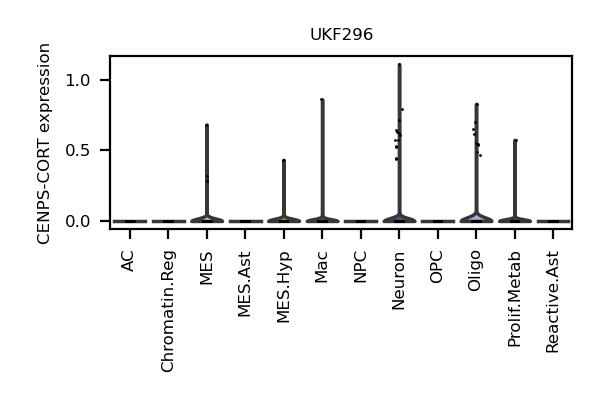 UKF296
CENPS-CORT expression
1.0
0.5
0.0
AC
Chromatin.Reg
MES
MES.Ast
MES.Hyp
Mac
NPC
Neuron
OPC
Oligo
Prolif.Metab
Reactive.Ast